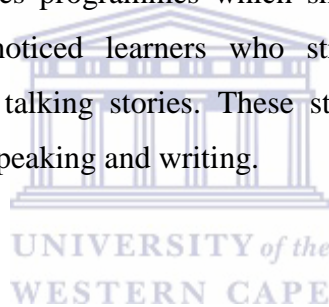 es programmes which s
noticed learners who st
talking stories. These st
peaking and writing.
UNIVERSITY of the
WESTERN CAPE